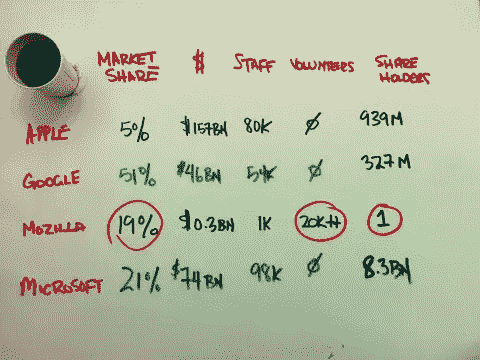 MARKET SHARE $ STAFF VOLUNTEERS SHARE HOLDERS
APPLE 5% $157BN 80K Ø 939M
GOOGLE 51% $46BN 54K Ø 327M
MOZILLA 19% $0.3BN 1K 20K+ 1
MICROSOFT 21% $74BN 98K Ø 8.3BN